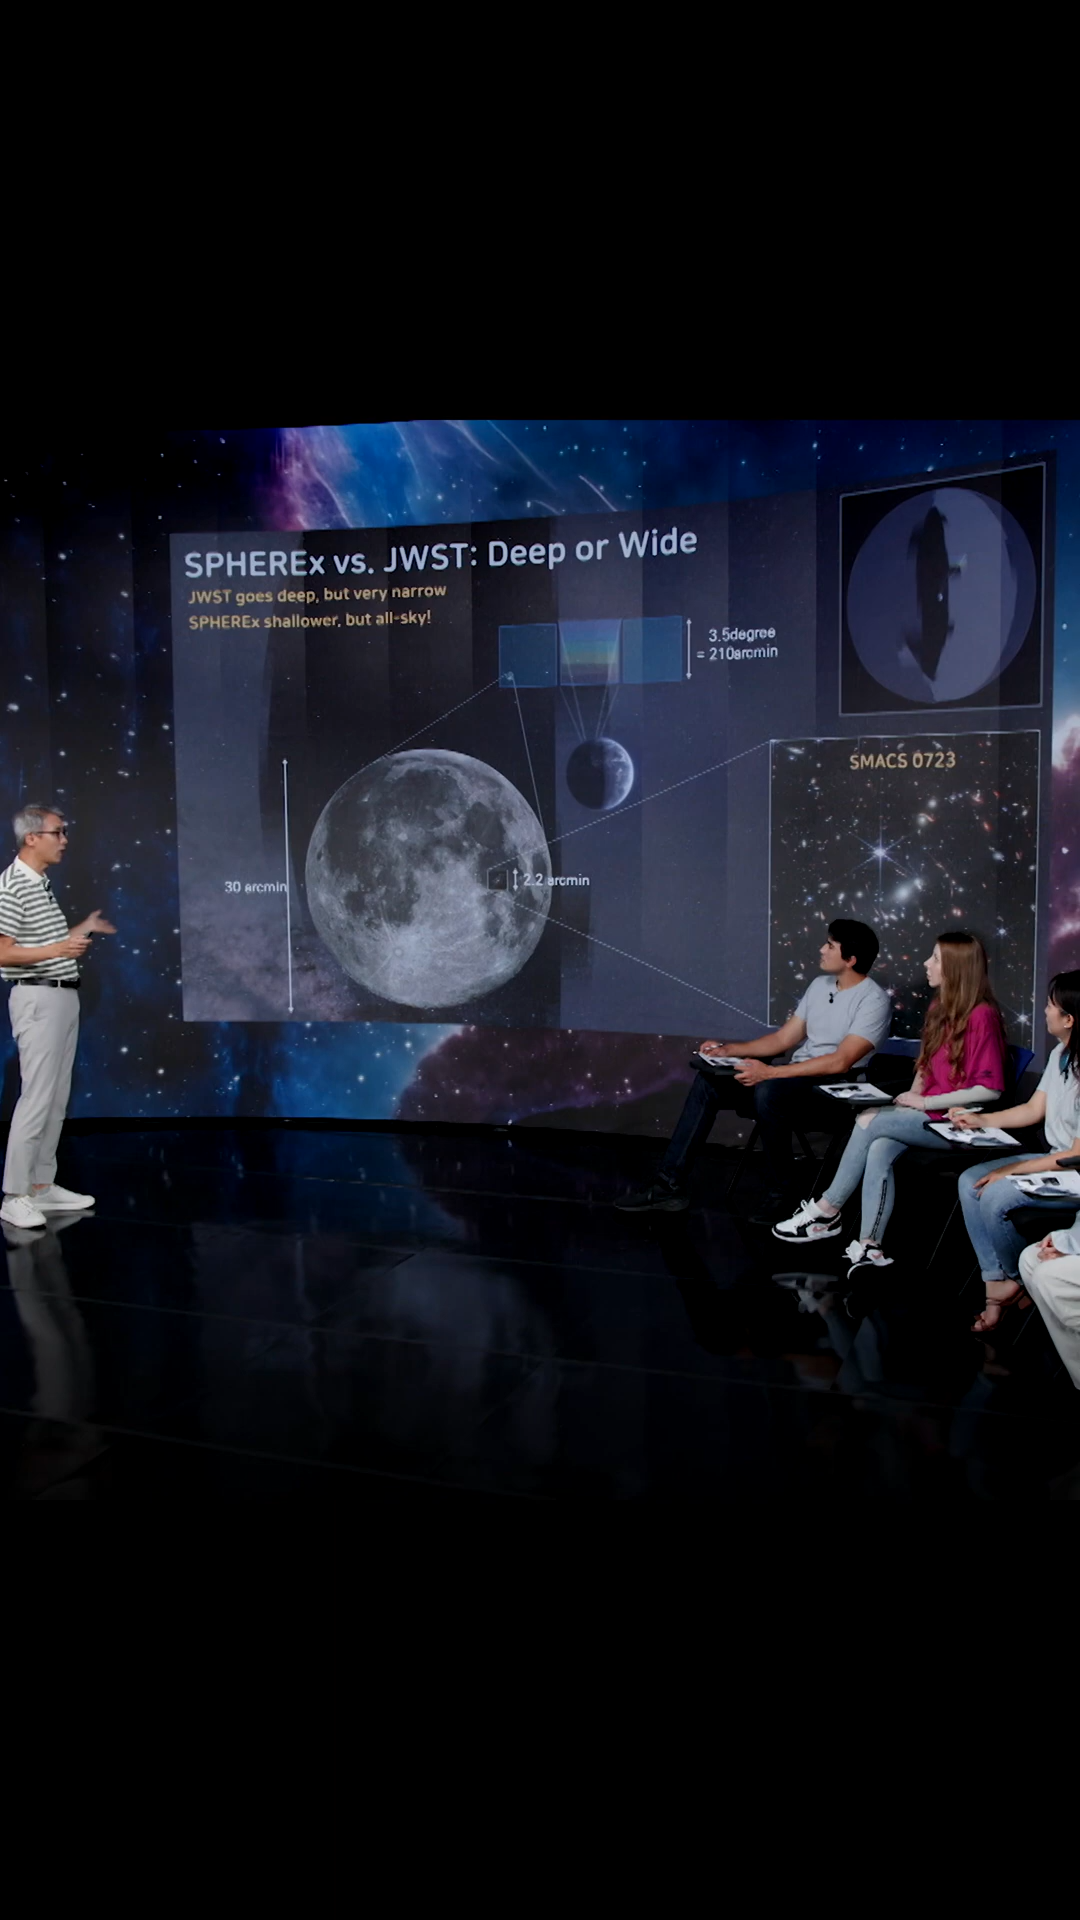 SPHEREx vs. JWST: Deep or Wide
JWST goes deep, but very narrow
SPHEREx shallower, but all-sky!
3.5degree
= 210arcmin
SMACS 0723
30 arcmin
2.2 arcmin